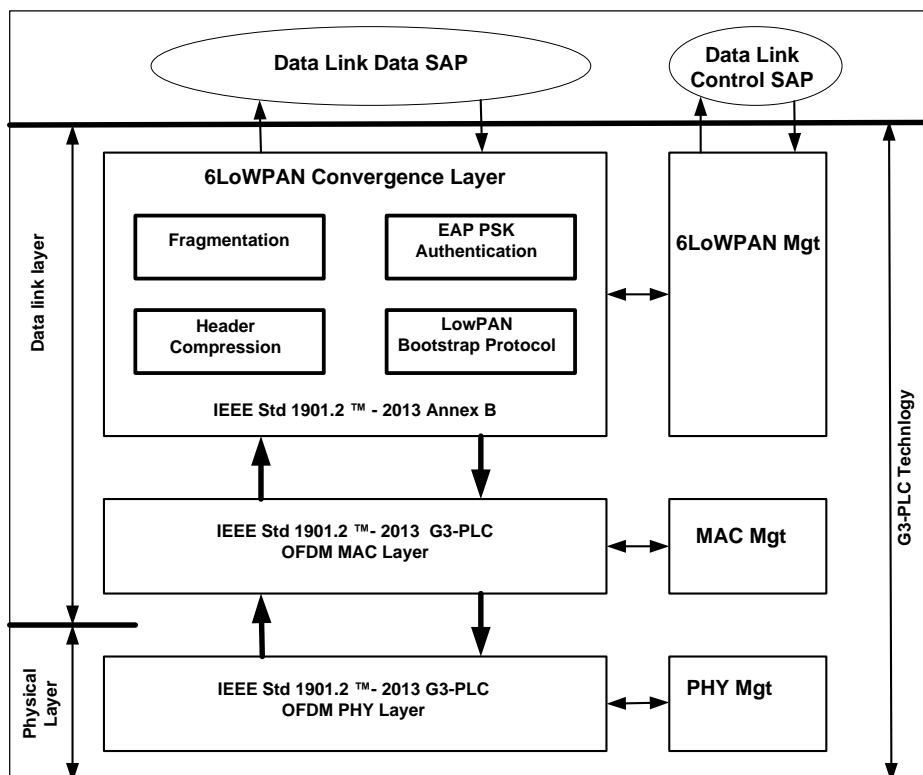 Data Link Data SAP
Data Link
Control SAP
6LoWPAN Convergence Layer
Fragmentation
EAP PSK
Authentication
6LoWPAN Mgt
Header
Compression
LowPAN
Bootstrap Protocol
IEEE Std 1901.2 ™ - 2013 Annex B
Data link layer
G3-PLC Technlogy
IEEE Std 1901.2 ™- 2013 G3-PLC
OFDM MAC Layer
MAC Mgt
Physical
Layer
IEEE Std 1901.2 ™- 2013 G3-PLC
OFDM PHY Layer
PHY Mgt